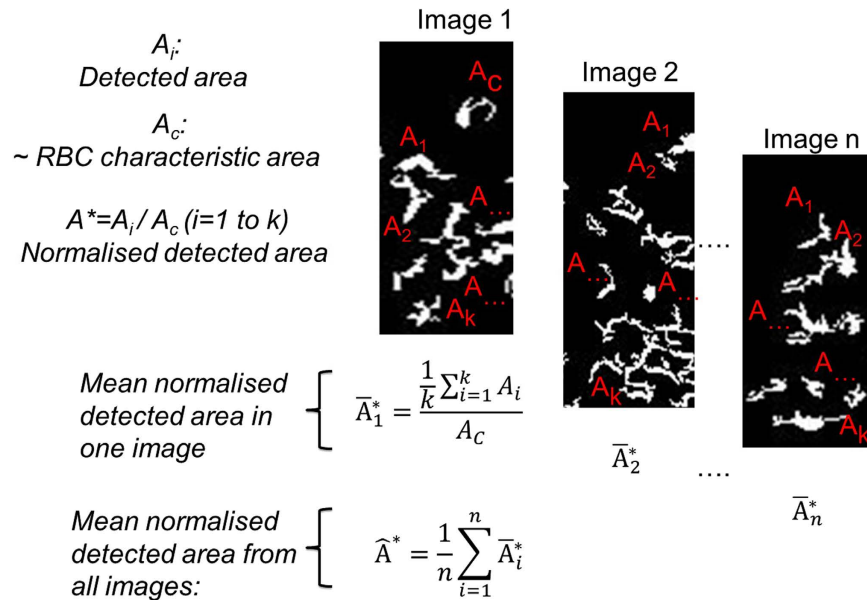 Image 1
A_i:
Detected area
A_c:
~ RBC characteristic area
A*=A_i/ A_c (i=1 to k)
Normalised detected area
A_C
A_1
A_2
A_...
A_...
A_k
Image 2
A_1
A_2
A_...
A_...
A_k
....
Image n
A_1
A_2
A_...
A_...
A_k
Mean normalised
detected area in
one image
A̅_1^* = (1/k ∑_{i=1}^{k} A_i) / A_C
A̅_2^*
....
A̅_n^*
Mean normalised
detected area from
all images:
Â^* = 1/n ∑_{i=1}^{n} A̅_i^*